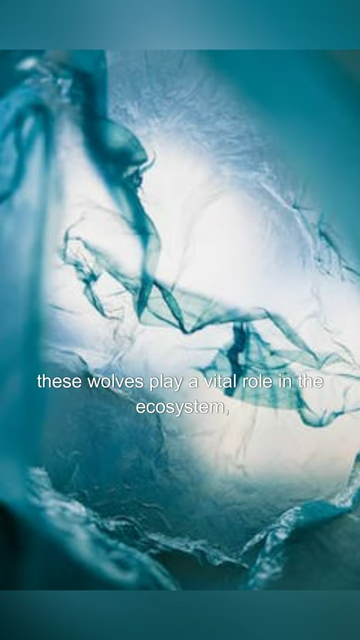 these wolves play a vital role in the
ecosystem,